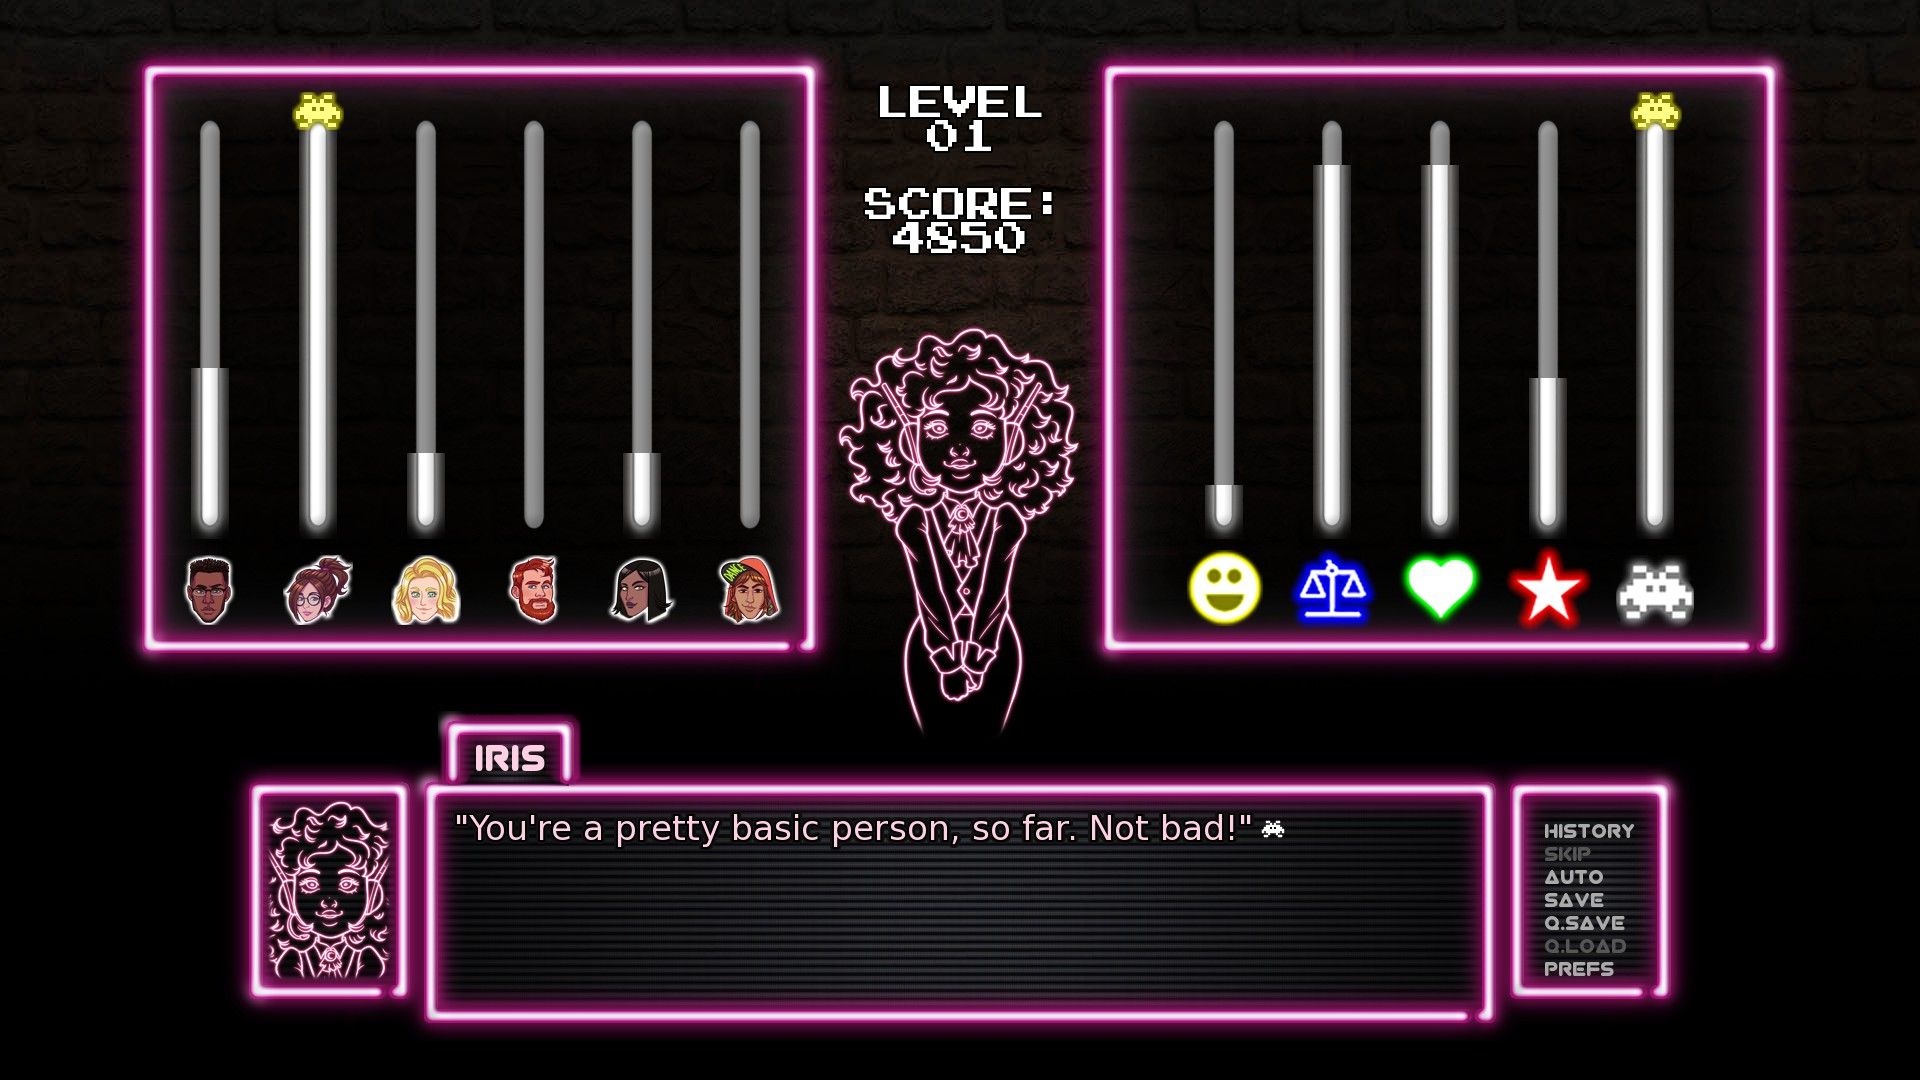 LEVEL
01
SCORE:
4850
DANCE
IRIS
"You're a pretty basic person, so far. Not bad!"
HISTORY
SKIP
AUTO
SAVE
Q.SAVE
Q.LOAD
PREFS